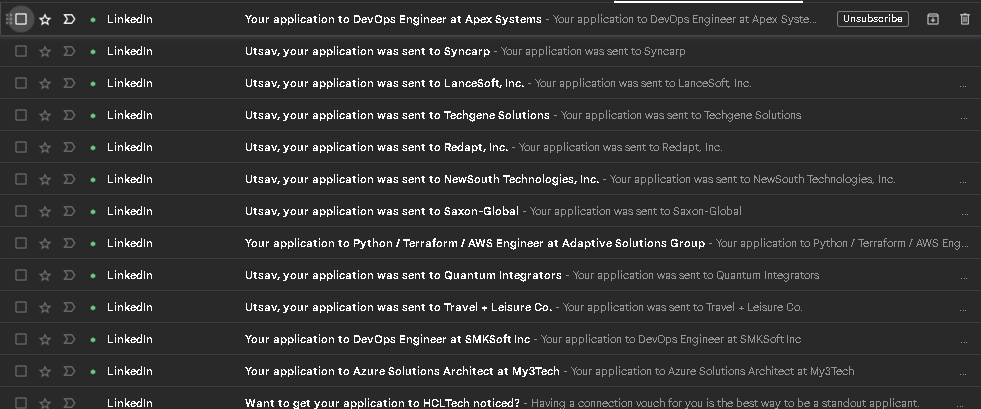 LinkedIn Your application to DevOps Engineer at Apex Systems - Your application to DevOps Engineer at Apex Syste... Unsubscribe
LinkedIn Utsav, your application was sent to Syncarp - Your application was sent to Syncarp
LinkedIn Utsav, your application was sent to LanceSoft, Inc. - Your application was sent to LanceSoft, Inc. ...
LinkedIn Utsav, your application was sent to Techgene Solutions - Your application was sent to Techgene Solutions ...
LinkedIn Utsav, your application was sent to Redapt, Inc. - Your application was sent to Redapt, Inc.
LinkedIn Utsav, your application was sent to NewSouth Technologies, Inc. - Your application was sent to NewSouth Technologies, Inc. ...
LinkedIn Utsav, your application was sent to Saxon-Global - Your application was sent to Saxon-Global ...
LinkedIn Your application to Python / Terraform / AWS Engineer at Adaptive Solutions Group - Your application to Python / Terraform / AWS Eng...
LinkedIn Utsav, your application was sent to Quantum Integrators - Your application was sent to Quantum Integrators ...
LinkedIn Utsav, your application was sent to Travel + Leisure Co. - Your application was sent to Travel + Leisure Co. ...
LinkedIn Your application to DevOps Engineer at SMKSoft Inc - Your application to DevOps Engineer at SMKSoft Inc ...
LinkedIn Your application to Azure Solutions Architect at My3Tech - Your application to Azure Solutions Architect at My3Tech ...
LinkedIn Want to get your application to HCLTech noticed? - Having a connection vouch for you is the best way to be a standout applicant. ...